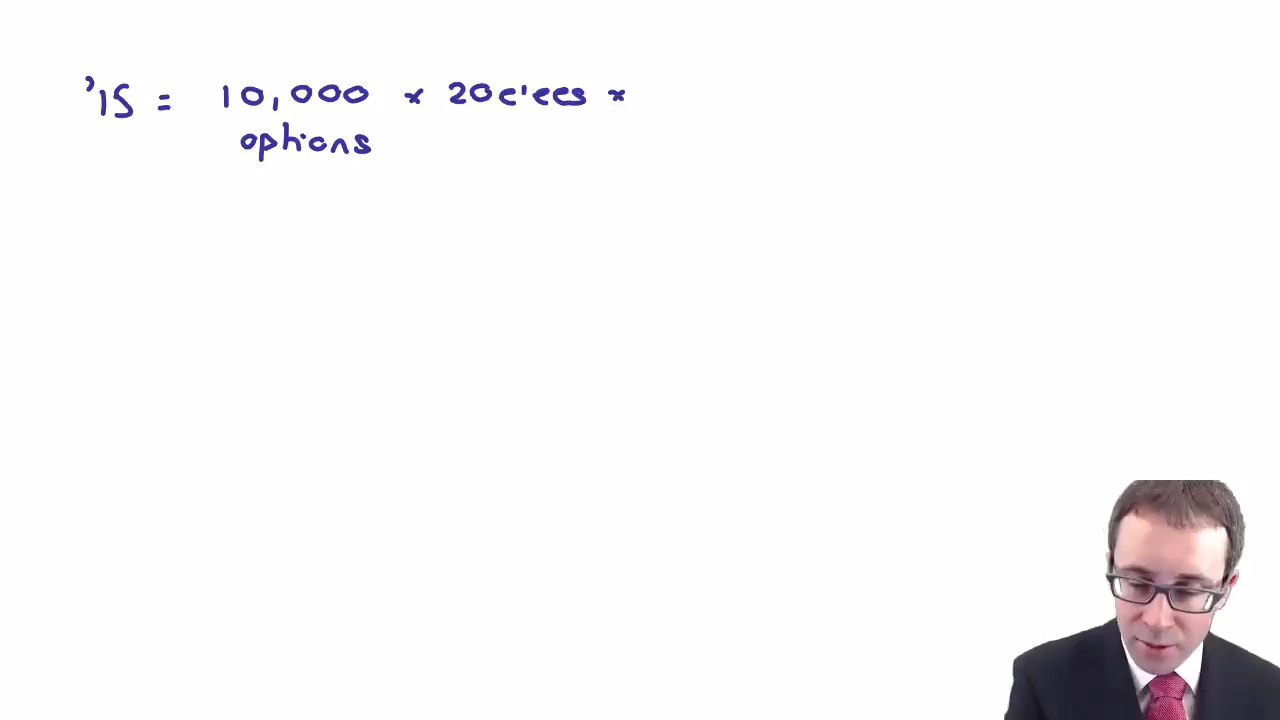 '15 = 10,000 × 20 e'ees ×
options